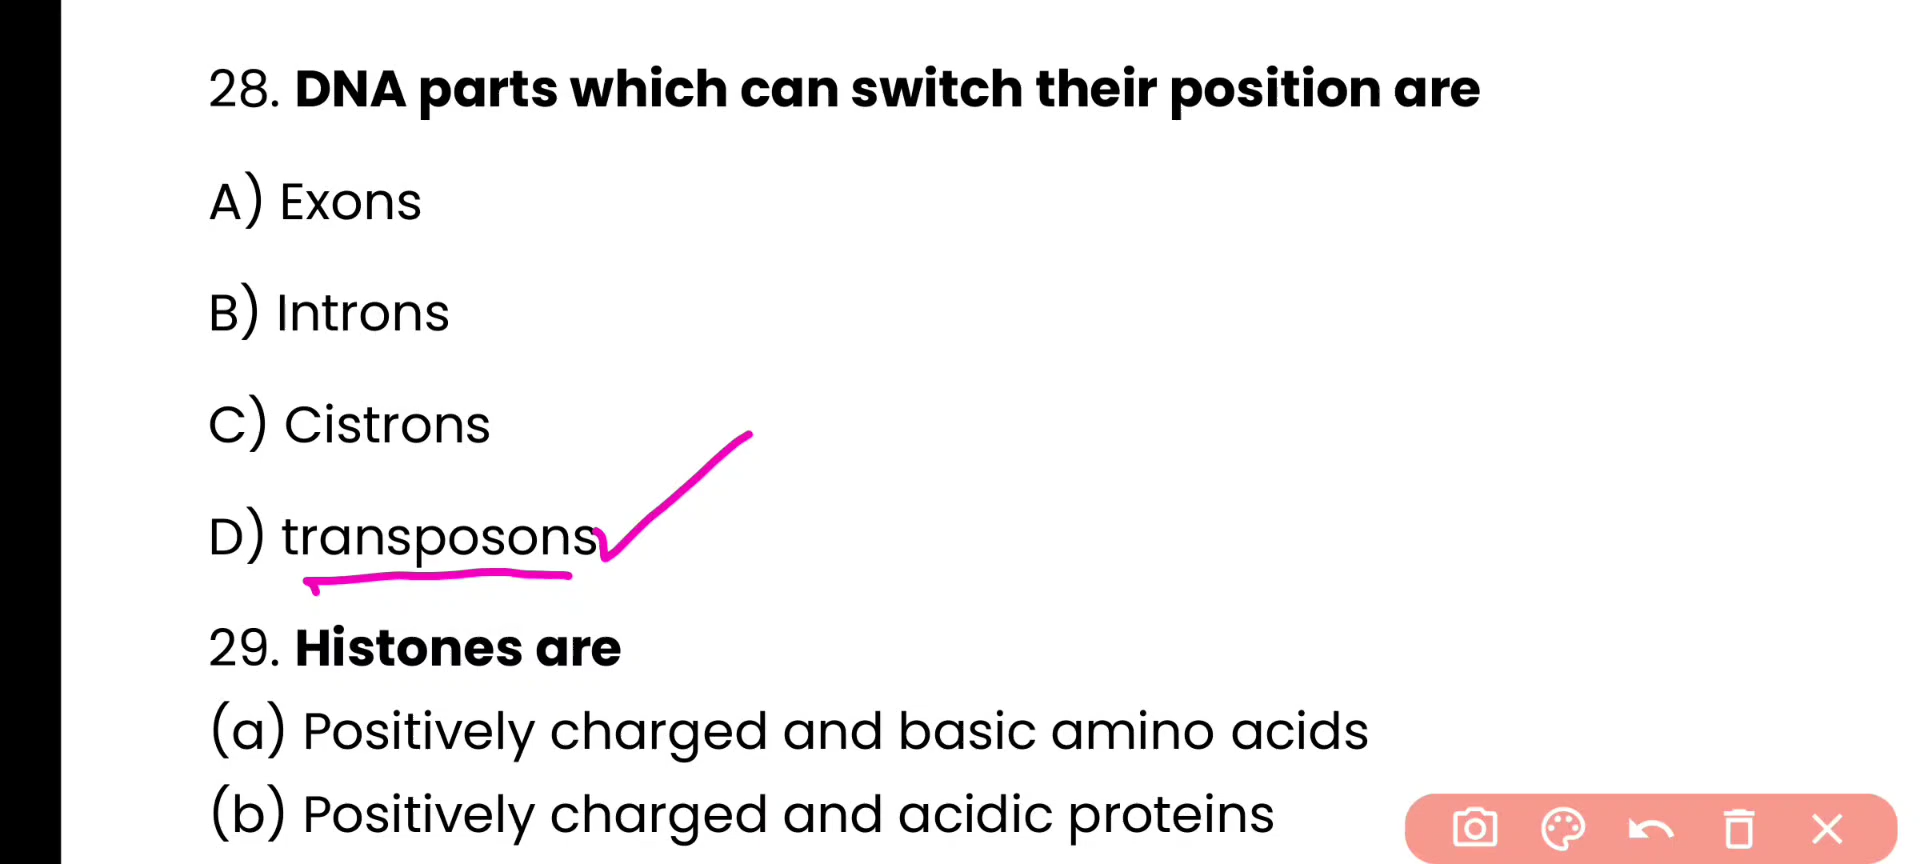 28. DNA parts which can switch their position are
A) Exons
B) Introns
C) Cistrons
D) transposons
29. Histones are
(a) Positively charged and basic amino acids
(b) Positively charged and acidic proteins